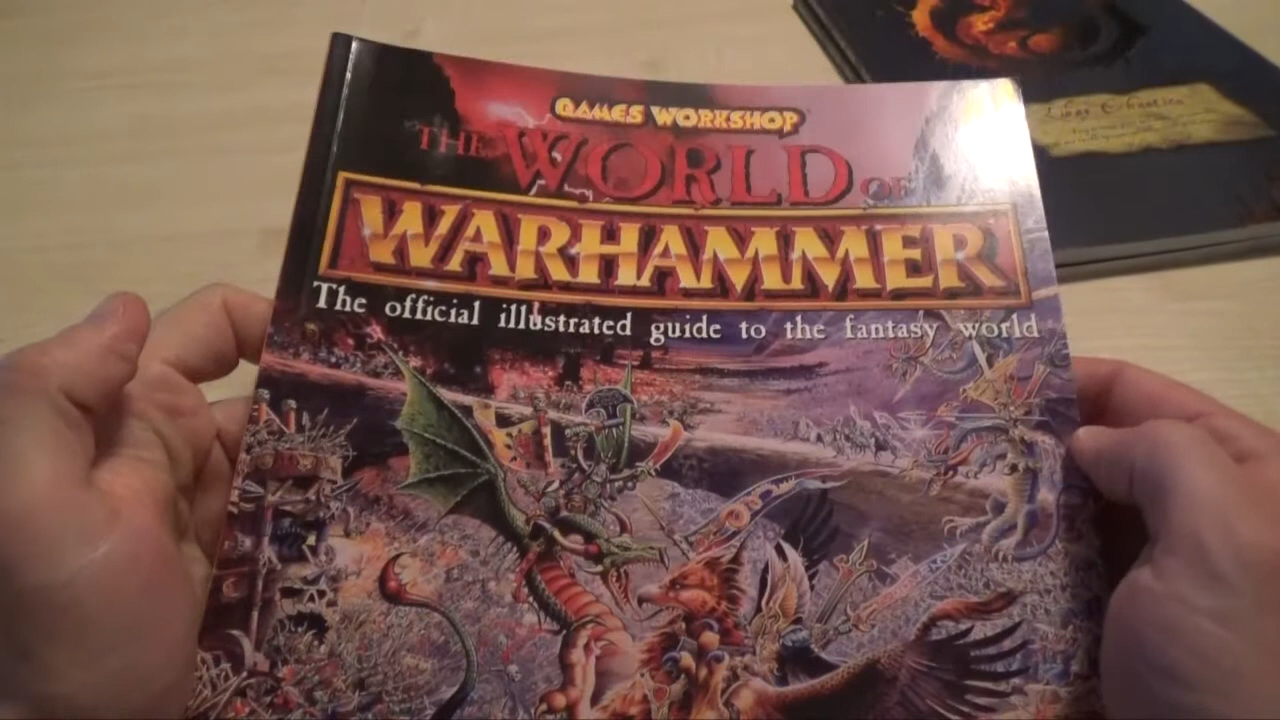 GAMES WORKSHOP
THE WORLD OF
WARHAMMER
The official illustrated guide to the fantasy world